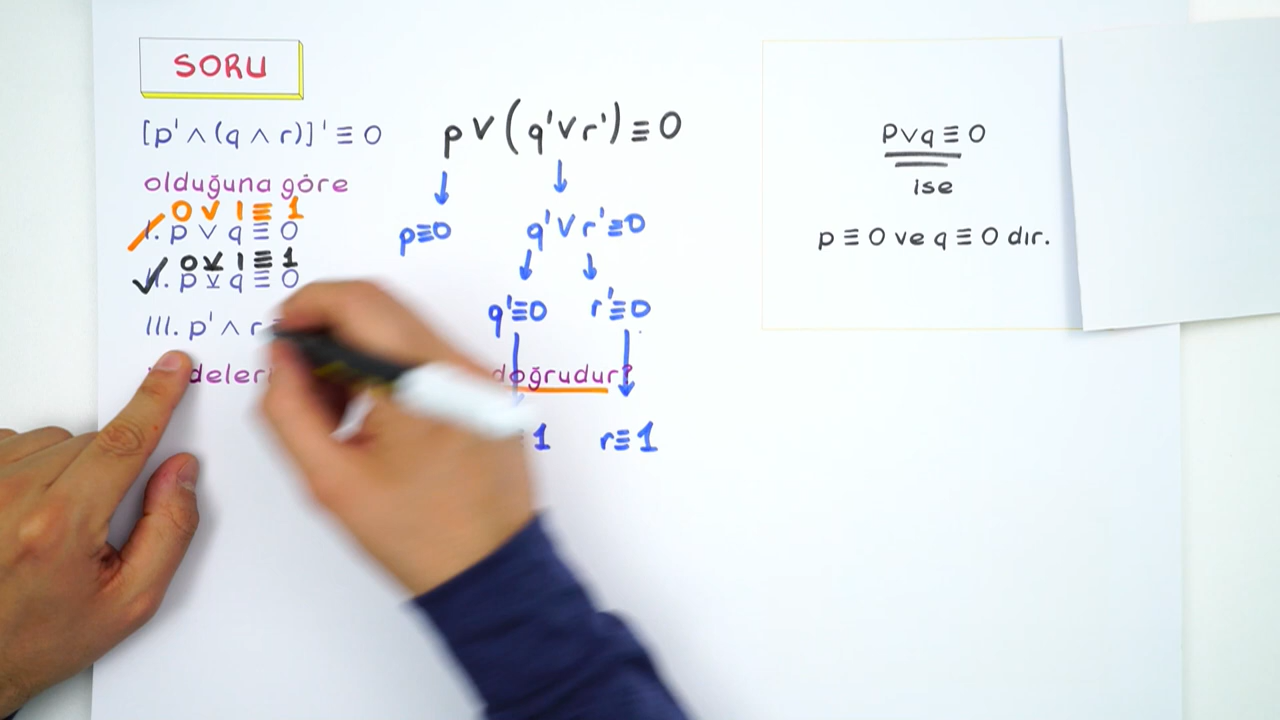 SORU
[p' ∧ (q ∧ r)]' ≡ 0
olduğuna göre
0 ∨ 1 ≡ 1
I. p ∨ q ≡ 0
0 ⊻ 1 ≡ 1
II. p ⊻ q ≡ 0
III. p' ∧ r
doğrudur?
p ∨ (q' ∨ r') ≡ 0
p≡0
q' ∨ r' ≡ 0
q' ≡ 0
r' ≡ 0
≡ 1
r ≡ 1
p∨q ≡ 0
ise
p ≡ 0 ve q ≡ 0 dır.